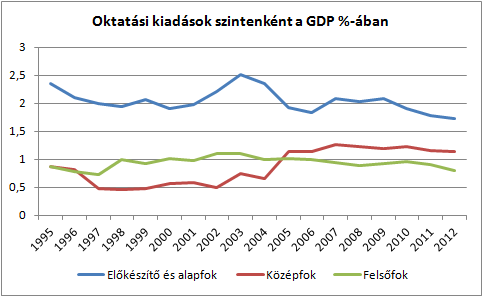 Oktatási kiadások szintenként a GDP %-ában
3
2,5
2
1,5
1
0,5
0
1995 1996 1997 1998 1999 2000 2001 2002 2003 2004 2005 2006 2007 2008 2009 2010 2011 2012
Előkészítő és alapfok Középfok Felsőfok